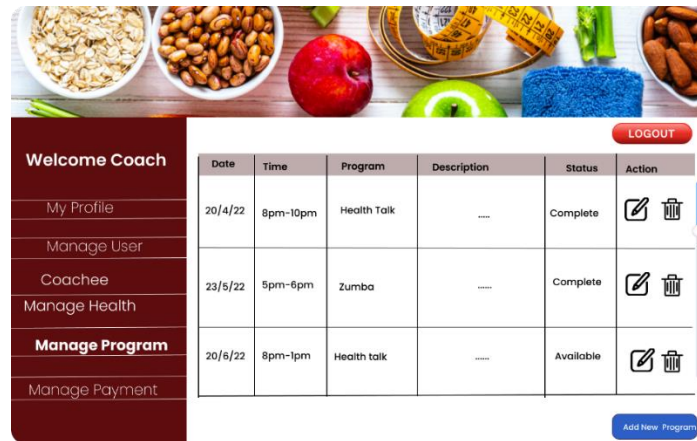 LOGOUT
Welcome Coach
My Profile
Manage User
Coachee
Manage Health
Manage Program
Manage Payment
Date Time Program Description Status Action
20/4/22 8pm-10pm Health Talk ..... Complete
23/5/22 5pm-6pm Zumba ...... Complete
20/6/22 8pm-1pm Health talk ...... Available
Add New Program